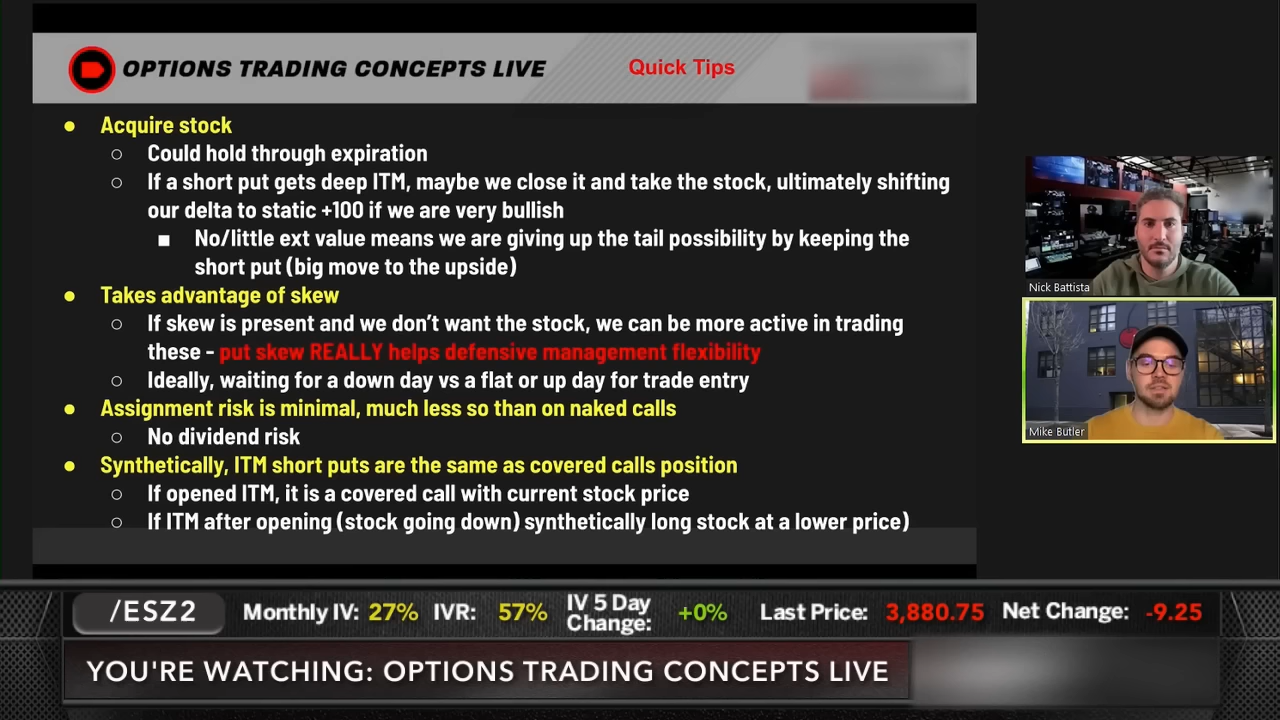 OPTIONS TRADING CONCEPTS LIVE
Quick Tips
● Acquire stock
○ Could hold through expiration
○ If a short put gets deep ITM, maybe we close it and take the stock, ultimately shifting
our delta to static +100 if we are very bullish
■ No/little ext value means we are giving up the tail possibility by keeping the
short put (big move to the upside)
● Takes advantage of skew
○ If skew is present and we don’t want the stock, we can be more active in trading
these - put skew REALLY helps defensive management flexibility
○ Ideally, waiting for a down day vs a flat or up day for trade entry
● Assignment risk is minimal, much less so than on naked calls
○ No dividend risk
● Synthetically, ITM short puts are the same as covered calls position
○ If opened ITM, it is a covered call with current stock price
○ If ITM after opening (stock going down) synthetically long stock at a lower price)
Nick Battista
Mike Butler
/ESZ2 Monthly IV: 27% IVR: 57% IV 5 Day Change: +0% Last Price: 3,880.75 Net Change: -9.25
YOU'RE WATCHING: OPTIONS TRADING CONCEPTS LIVE